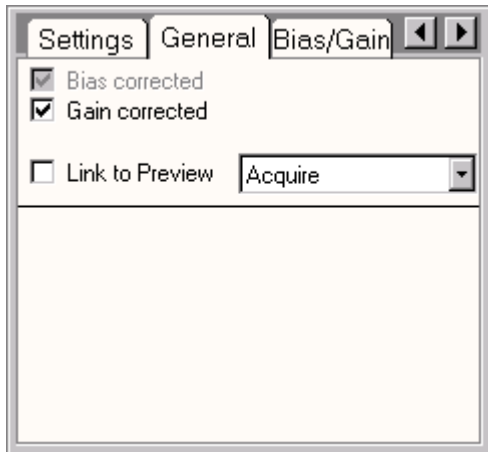 Settings General Bias/Gain
Bias corrected
Gain corrected
Link to Preview Acquire